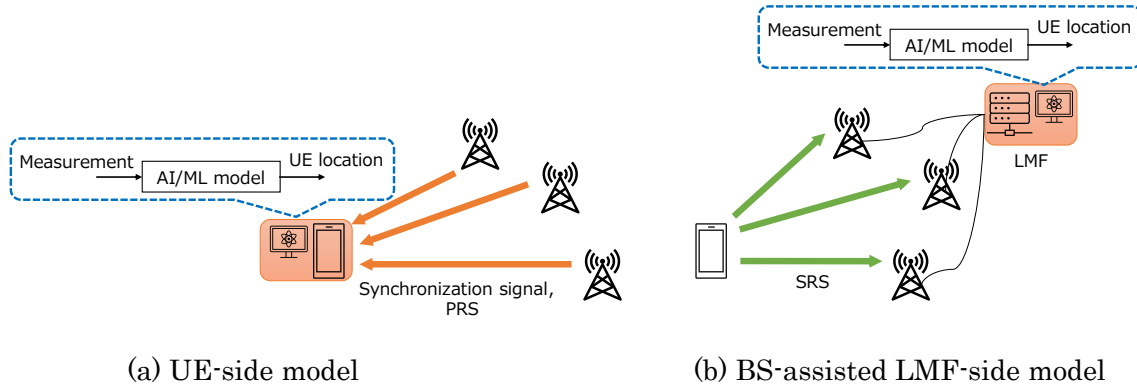 Measurement
AI/ML model
UE location
Synchronization signal,
PRS
(a) UE-side model
Measurement
AI/ML model
UE location
LMF
SRS
(b) BS-assisted LMF-side model